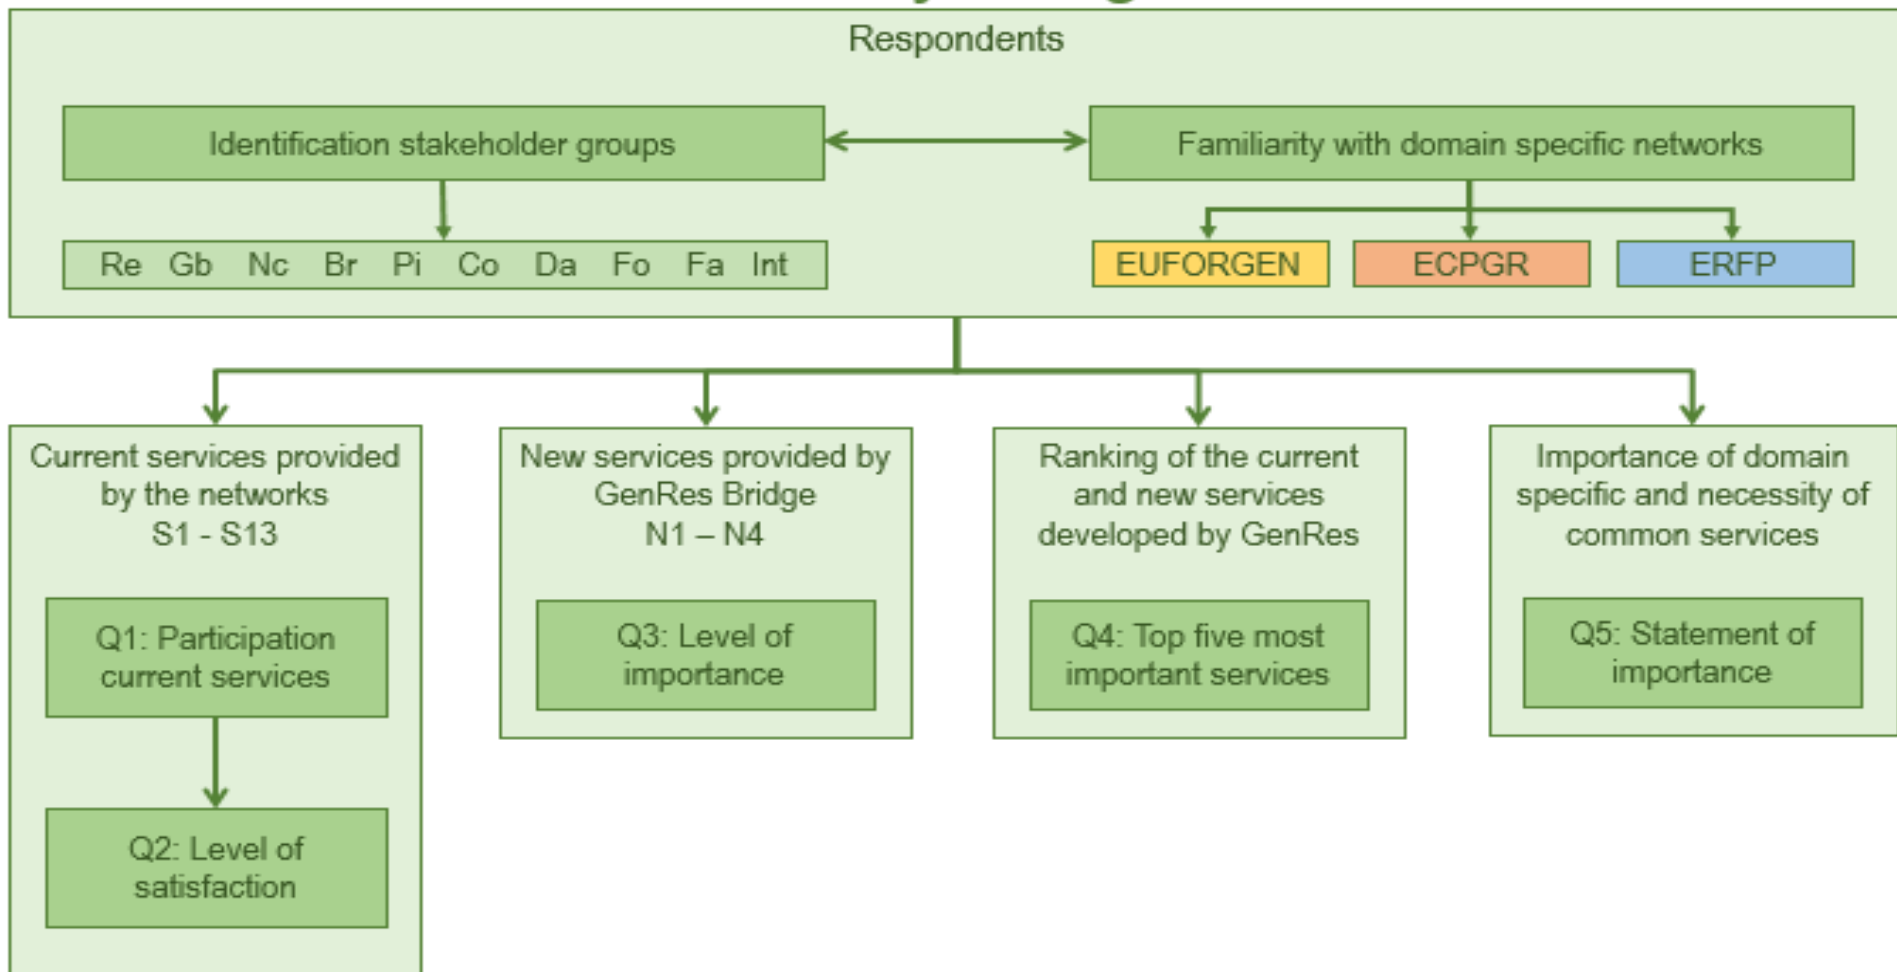 Respondents
Identification stakeholder groups
Familiarity with domain specific networks
Re Gb Nc Br Pi Co Da Fo Fa Int
EUFORGEN
ECPGR
ERFP
Current services provided
by the networks
S1 - S13
Q1: Participation
current services
Q2: Level of
satisfaction
New services provided by
GenRes Bridge
N1 – N4
Q3: Level of
importance
Ranking of the current
and new services
developed by GenRes
Q4: Top five most
important services
Importance of domain
specific and necessity of
common services
Q5: Statement of
importance